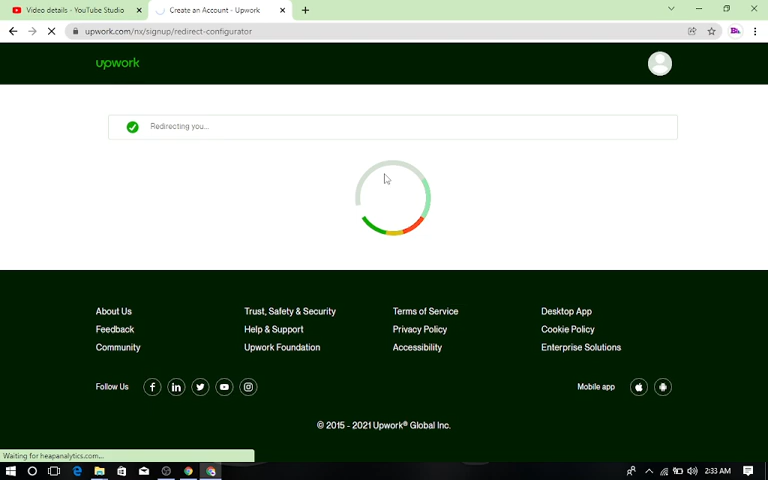 Video details - YouTube Studio
Create an Account - Upwork
upwork.com/nx/signup/redirect-configurator
upwork
Redirecting you...
About Us
Trust, Safety & Security
Terms of Service
Desktop App
Feedback
Help & Support
Privacy Policy
Cookie Policy
Community
Upwork Foundation
Accessibility
Enterprise Solutions
Follow Us
Mobile app
© 2015 - 2021 Upwork® Global Inc.
Waiting for heapanalytics.com...
2:33 AM